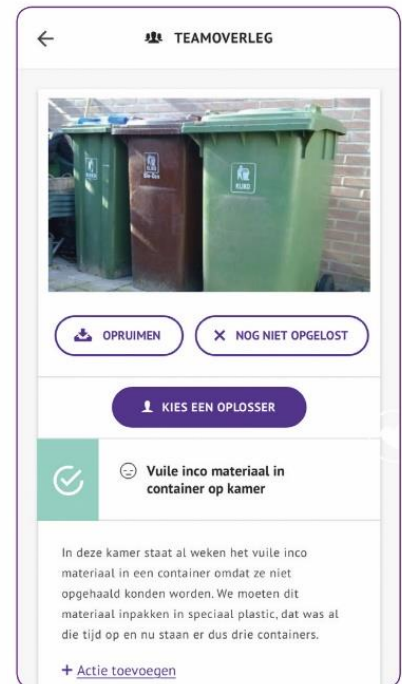 TEAMOVERLEG
KLIKO
KLIKO
OPRUIMEN
NOG NIET OPGELOST
KIES EEN OPLOSSER
Vuile inco materiaal in
container op kamer
In deze kamer staat al weken het vuile inco
materiaal in een container omdat ze niet
opgehaald konden worden. We moeten dit
materiaal inpakken in speciaal plastic, dat was al
die tijd op en nu staan er dus drie containers.
+ Actie toevoegen